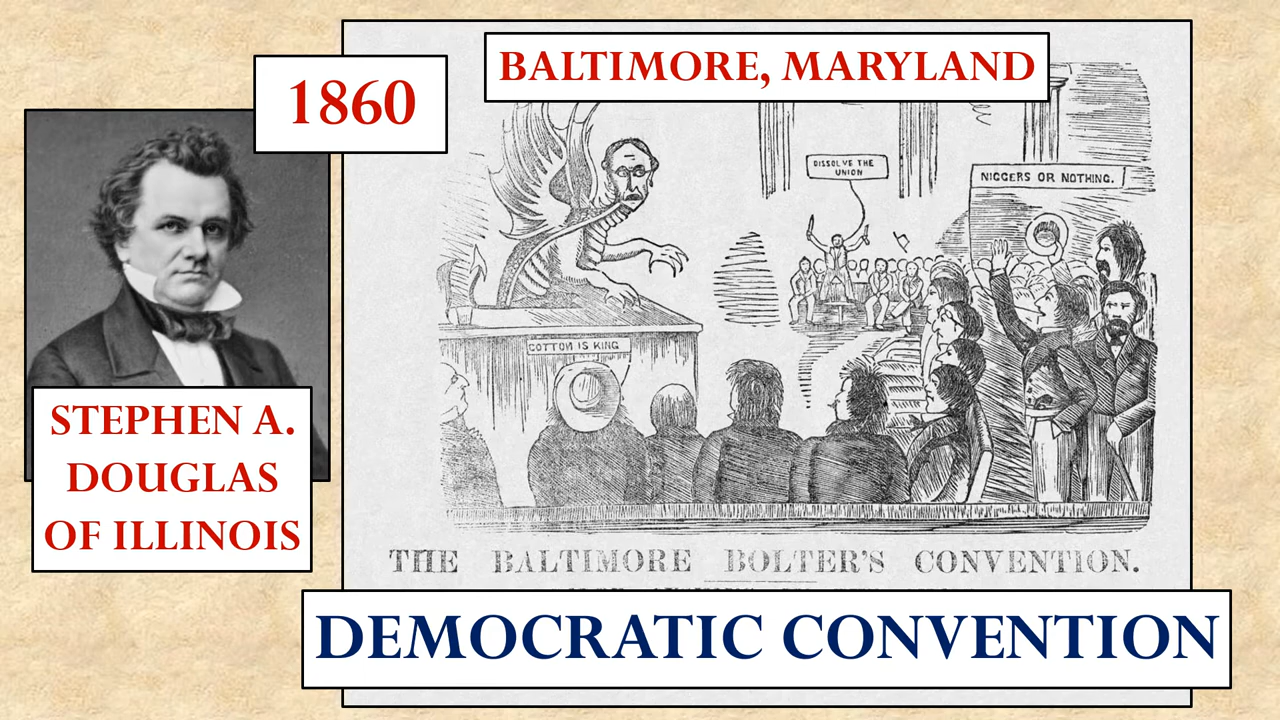 BALTIMORE, MARYLAND
1860
DISSOLVE THE
UNION
NIGGERS OR NOTHING.
COTTON IS KING
STEPHEN A.
DOUGLAS
OF ILLINOIS
THE BALTIMORE BOLTER'S CONVENTION.
DEMOCRATIC CONVENTION